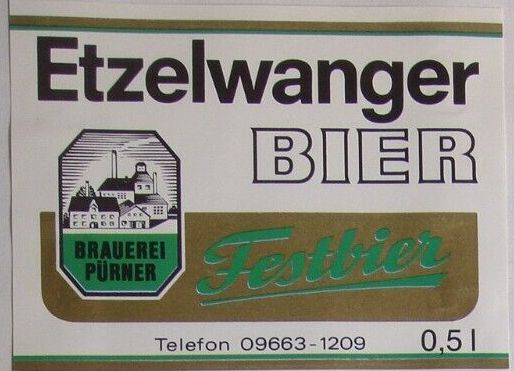 Etzelwanger
BIER
BRAUEREI
PÜRNER
Festbier
Telefon 09663-1209
0,5 l